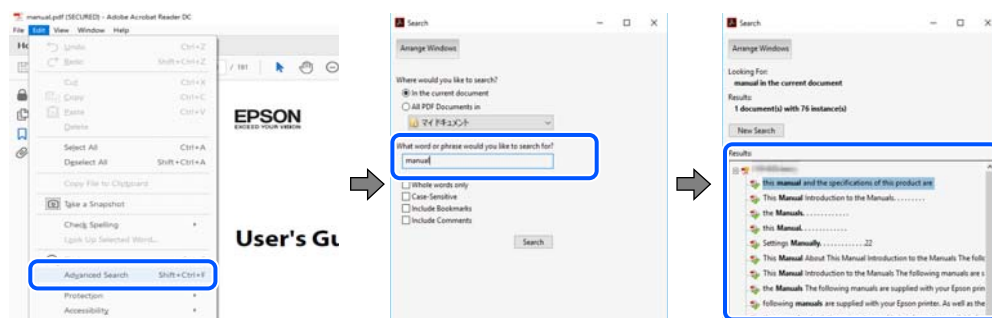 manual.pdf (SECURED) - Adobe Acrobat Reader DC
File Edit View Window Help
Undo Ctrl+Z
Redo Shift+Ctrl+Z
Cut Ctrl+X
Copy Ctrl+C
Paste Ctrl+V
Delete
Select All Ctrl+A
Deselect All Shift+Ctrl+A
Copy File to Clipboard
Take a Snapshot
Check Spelling
Look Up Selected Word...
Advanced Search Shift+Ctrl+F
Protection
Accessibility
/ 181
EPSON
EXCEED YOUR VISION
User's Gu
Search
Arrange Windows
Where would you like to search?
In the current document
All PDF Documents in
マイ ドキュメント
What word or phrase would you like to search for?
manual
Whole words only
Case-Sensitive
Include Bookmarks
Include Comments
Search
Search
Arrange Windows
Looking For:
manual in the current document
Results:
1 document(s) with 76 instance(s)
New Search
Results:
this manual and the specifications of this product are
This Manual Introduction to the Manuals. . . . . . . . .
the Manuals. . . . . . . . . . . .
this Manual. . . . . . . . . . . .
Settings Manually. . . . . . . . . . . .22
This Manual About This Manual Introduction to the Manuals The follo
This Manual Introduction to the Manuals The following manuals are s
the Manuals The following manuals are supplied with your Epson prin
following manuals are supplied with your Epson printer. As well as the